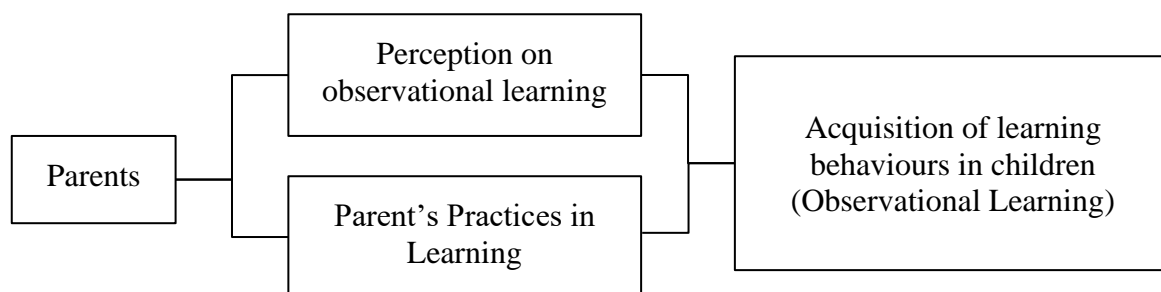 Parents
Perception on
observational learning
Parent’s Practices in
Learning
Acquisition of learning
behaviours in children
(Observational Learning)